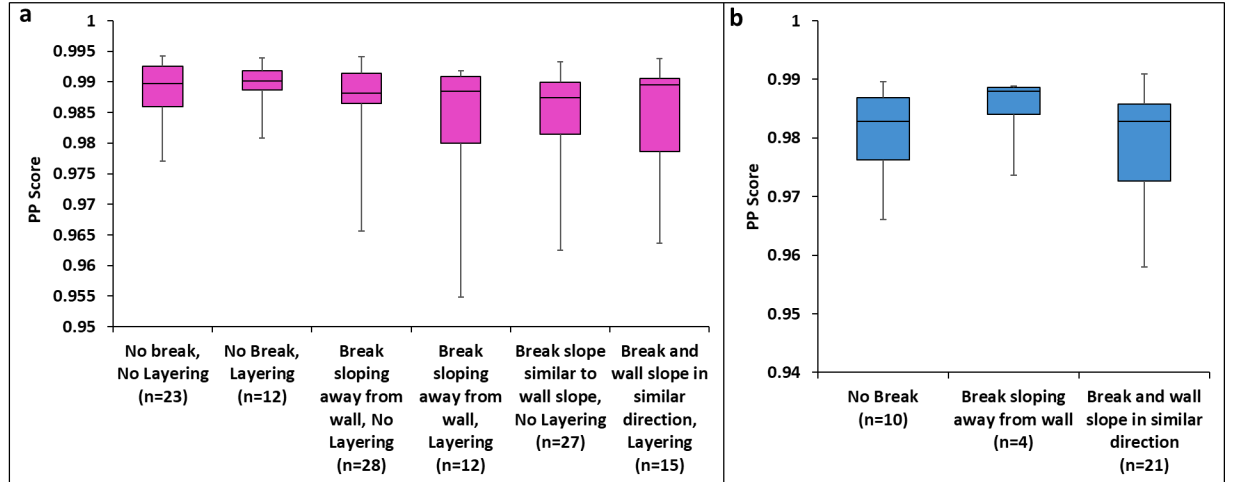 a
PP Score
1
0.995
0.99
0.985
0.98
0.975
0.97
0.965
0.96
0.955
0.95
No break,
No Layering
(n=23)
No Break,
Layering
(n=12)
Break
sloping
away from
wall, No
Layering
(n=28)
Break
sloping
away from
wall,
Layering
(n=12)
Break slope
similar to
wall slope,
No Layering
(n=27)
Break and
wall slope in
similar
direction,
Layering
(n=15)
b
PP Score
1
0.99
0.98
0.97
0.96
0.95
0.94
No Break
(n=10)
Break sloping
away from wall
(n=4)
Break and wall
slope in similar
direction
(n=21)